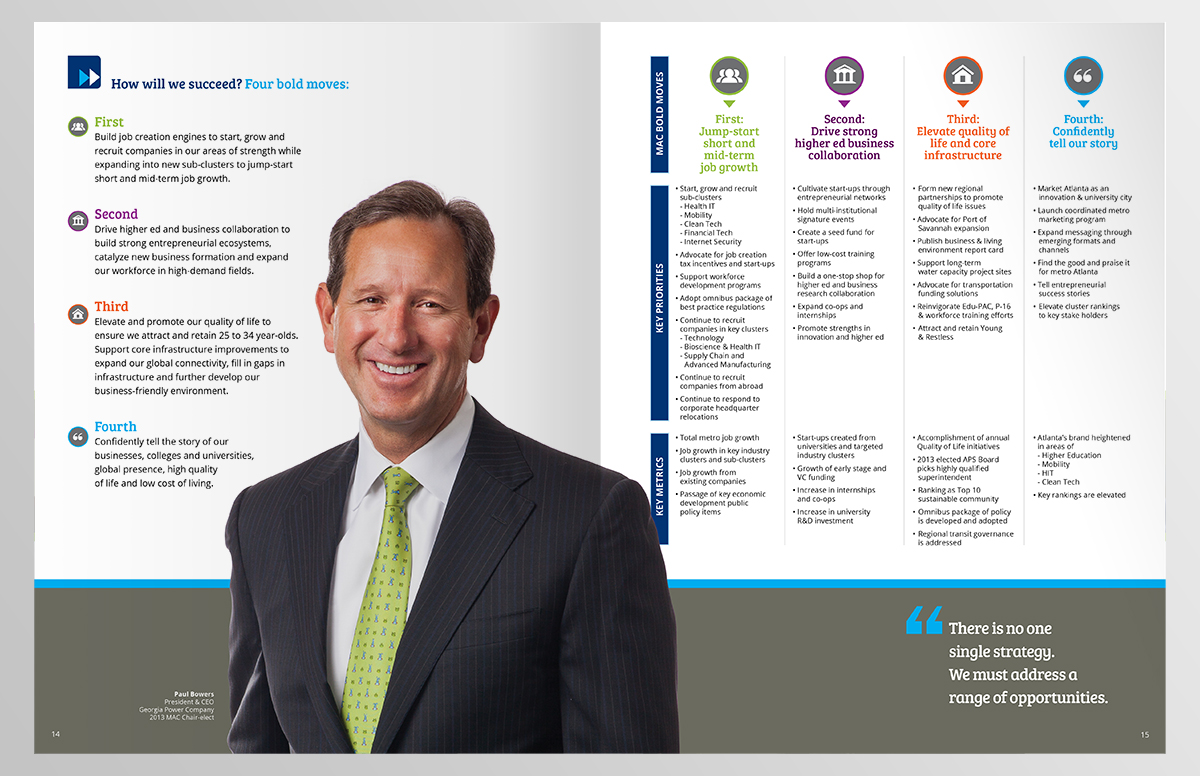 How will we succeed? Four bold moves:
First
Build job creation engines to start, grow and
recruit companies in our areas of strength while
expanding into new sub-clusters to jump-start
short and mid-term job growth.
Second
Drive higher ed and business collaboration to
build strong entrepreneurial ecosystems,
catalyze new business formation and expand
our workforce in high-demand fields.
Third
Elevate and promote our quality of life to
ensure we attract and retain 25 to 34 year-olds.
Support core infrastructure improvements to
expand our global connectivity, fill in gaps in
infrastructure and further develop our
business-friendly environment.
Fourth
Confidently tell the story of our
businesses, colleges and universities,
global presence, high quality
of life and low cost of living.
Paul Bowers
President & CEO
Georgia Power Company
2013 MAC Chair-elect
14
MAC BOLD MOVES
First:
Jump-start
short and
mid-term
job growth
Second:
Drive strong
higher ed business
collaboration
Third:
Elevate quality of
life and core
infrastructure
Fourth:
Confidently
tell our story
KEY PRIORITIES
• Start, grow and recruit
sub-clusters
- Health IT
- Mobility
- Clean Tech
- Financial Tech
- Internet Security
• Advocate for job creation
tax incentives and start-ups
• Support workforce
development programs
• Adopt omnibus package of
best practice regulations
• Continue to recruit
companies in key clusters
- Technology
- Bioscience & Health IT
- Supply Chain and
Advanced Manufacturing
• Continue to recruit
companies from abroad
• Continue to respond to
corporate headquarter
relocations
• Cultivate start-ups through
entrepreneurial networks
• Hold multi-institutional
signature events
• Create a seed fund for
start-ups
• Offer low-cost training
programs
• Build a one-stop shop for
higher ed and business
research collaboration
• Expand co-ops and
internships
• Promote strengths in
innovation and higher ed
• Form new regional
partnerships to promote
quality of life issues
• Advocate for Port of
Savannah expansion
• Publish business & living
environment report card
• Support long-term
water capacity project sites
• Advocate for transportation
funding solutions
• Reinvigorate Edu-PAC, P-16
& workforce training efforts
• Attract and retain Young
& Restless
• Market Atlanta as an
innovation & university city
• Launch coordinated metro
marketing program
• Expand messaging through
emerging formats and
channels
• Find the good and praise it
for metro Atlanta
• Tell entrepreneurial
success stories
• Elevate cluster rankings
to key stake holders
KEY METRICS
• Total metro job growth
• Job growth in key industry
clusters and sub-clusters
• Job growth from
existing companies
• Passage of key economic
development public
policy items
• Start-ups created from
universities and targeted
industry clusters
• Growth of early stage and
VC funding
• Increase in internships
and co-ops
• Increase in university
R&D investment
• Accomplishment of annual
Quality of Life initiatives
• 2013 elected APS Board
picks highly qualified
superintendent
• Ranking as Top 10
sustainable community
• Omnibus package of policy
is developed and adopted
• Regional transit governance
is addressed
• Atlanta's brand heightened
in areas of
- Higher Education
- Mobility
- HIT
- Clean Tech
• Key rankings are elevated
“ There is no one
single strategy.
We must address a
range of opportunities.
15